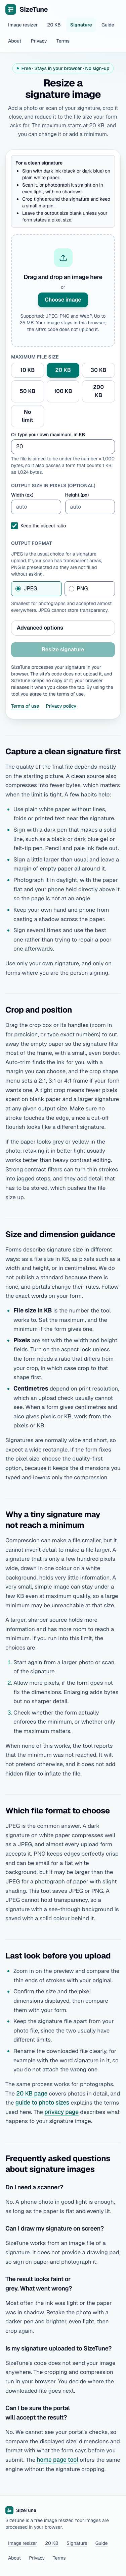 SizeTune
Image resizer 20 KB Signature Guide
About Privacy Terms
Free · Stays in your browser · No sign-up
Resize a
signature image
Add a photo or scan of your signature, crop it
tight, and reduce it to the file size your form
asks for. The maximum starts at 20 KB, and
you can change it or add a minimum.
For a clean signature
Sign with dark ink (black or dark blue) on
plain white paper.
Scan it, or photograph it straight on in
even light, with no shadows.
Crop tight around the signature and keep
a small margin.
Leave the output size blank unless your
form states a pixel size.
Drag and drop an image here
or
Choose image
Supported: JPEG, PNG and WebP. Up to
25 MB. Your image stays in this browser;
the site's code does not upload it.
MAXIMUM FILE SIZE
10 KB 20 KB 30 KB
50 KB 100 KB 200
KB
No
limit
Or type your own maximum, in KB
20
The file is aimed to be under the number × 1,000
bytes, so it also passes a form that counts 1 KB
as 1,024 bytes.
OUTPUT SIZE IN PIXELS (OPTIONAL)
Width (px) Height (px)
auto auto
Keep the aspect ratio
OUTPUT FORMAT
JPEG is the usual choice for a signature
upload. If your scan has transparent areas,
PNG is preselected so they are not filled
without asking.
JPEG PNG
Smallest for photographs and accepted almost
everywhere. JPEG cannot store transparency.
Advanced options
Resize signature
SizeTune processes your signature in your
browser. The site's code does not upload it, and
SizeTune keeps no copy of it; your browser
releases it when you close the tab. By using the
tool you agree to the terms of use.
Terms of use Privacy policy
Capture a clean signature first
The quality of the final file depends mostly
on the starting picture. A clean source also
compresses into fewer bytes, which matters
when the limit is tight. A few habits help:
Use plain white paper without lines,
folds or printed text near the signature.
Sign with a dark pen that makes a solid
line, such as a black or dark blue gel or
felt-tip pen. Pencil and pale ink fade out.
Sign a little larger than usual and leave a
margin of empty paper all around it.
Photograph it in daylight, with the paper
flat and your phone held directly above it
so the page is not at an angle.
Keep your own hand and phone from
casting a shadow across the paper.
Sign several times and use the best
one rather than trying to repair a poor
one afterwards.
Use only your own signature, and only on
forms where you are the person signing.
Crop and position
Drag the crop box or its handles (zoom in
for precision, or type exact numbers) to cut
away the empty paper so the signature fills
most of the frame, with a small, even border.
Auto-trim finds the ink for you, with a
margin you can change, and the shape
menu sets a 2:1, 3:1 or 4:1 frame if your form
asks for one. A tight crop means fewer pixels
spent on blank paper and a larger signature
at any given output size. Make sure no
strokes touch the edge, since a cut-off
flourish looks like a different signature.
If the paper looks grey or yellow in the
photo, retaking it in better light usually
works better than heavy contrast editing.
Strong contrast edits often turn soft lines
into jagged steps, and they add detail that
has to be stored, which pushes the file
size up.
Size and dimension guidance
Forms describe signature size in different
ways: as a file size in KB, as pixels such as a
width and height, or in centimetres. We do
not publish a standard because there is
none, and portals change their rules. Follow
the exact words on your form.
File size in KB is the number the tool
works to. Set the maximum, and the
minimum if the form gives one.
Pixels are set with the width and height
fields. Turn on the aspect lock unless
the form needs a ratio that differs from
your crop, in which case crop to that
shape first.
Centimetres depend on print resolution,
which an upload check usually cannot
see. When a form gives centimetres and
also gives pixels or KB, work from the
pixels or KB.
Signatures are normally wide and short, so
expect a wide rectangle. If the form fixes
the pixel size, choose the quality-first
option, because it keeps the dimensions you
typed and lowers only the compression.
Why a tiny signature may
not reach a minimum
Compression can make a file smaller, but it
cannot invent detail to make a file larger. A
signature that is only a few hundred pixels
wide, drawn in one colour on a white
background, holds very little information. A
very small, simple image can stay under a
few KB even at maximum quality, so a large
minimum may be unreachable at that size.
A larger, sharper source holds more
information and has more room to reach a
minimum. If you run into this limit, the
choices are:
1. Start again from a larger photo or scan
of the signature.
2. Allow more pixels, if the form does not
fix the dimensions. Enlarging adds bytes
but no sharper detail.
3. Check whether the form actually
enforces the minimum, or whether only
the maximum matters.
When none of this works, the tool reports
that the minimum was not reached. It will
not pretend otherwise, and it does not add
hidden filler to inflate the file.
Which file format to choose
JPEG is the common answer. A dark
signature on white paper compresses well
as a JPEG, and almost every upload form
accepts it. PNG keeps edges perfectly crisp
and can be small for a flat white
background, but it may be larger than the
JPEG for a photograph of paper with slight
shading. This tool saves JPEG or PNG. A
JPEG cannot hold transparency, so a
signature with a see-through background is
saved with a solid colour behind it.
Last look before you upload
Zoom in on the preview and compare the
thin ends of strokes with your original.
Confirm the size and the pixel
dimensions displayed, then compare
them with your form.
Keep the signature file apart from your
photo file, since the two usually have
different limits.
Rename the downloaded file clearly, for
example with the word signature in it, so
you do not attach the wrong one.
The same process works for photographs.
The 20 KB page covers photos in detail, and
the guide to photo sizes explains the terms
used here. The privacy page describes what
happens to your signature image.
Frequently asked questions
about signature images
Do I need a scanner?
No. A phone photo in good light is enough,
as long as the paper is flat and evenly lit.
Can I draw my signature on screen?
SizeTune works from an image file of a
signature. It does not provide a drawing pad,
so sign on paper and photograph it.
The result looks faint or
grey. What went wrong?
Most often the ink was light or the paper
was in shadow. Retake the photo with a
darker pen and brighter, even light, then
crop again.
Is my signature uploaded to SizeTune?
SizeTune's code does not send your image
anywhere. The cropping and compression
run in your browser. You decide where the
downloaded file goes next.
Can I be sure the portal
will accept the result?
No. We cannot see your portal's checks, so
compare the displayed size, dimensions and
format with what the form says before you
submit. The home page tool offers the same
engine without the signature cropping.
SizeTune
SizeTune is a free image resizer. Your images are
processed in your browser.
Image resizer 20 KB Signature Guide
About Privacy Terms